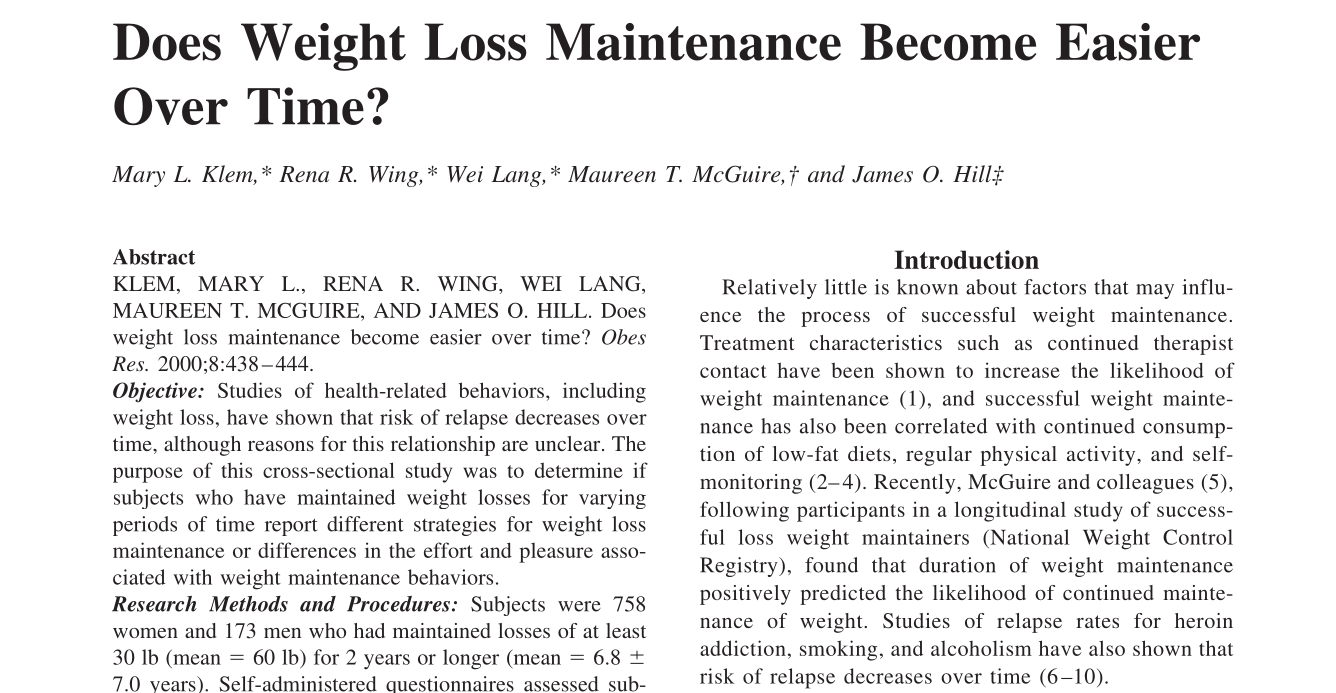 Does Weight Loss Maintenance Become Easier
Over Time?
Mary L. Klem,* Rena R. Wing,* Wei Lang,* Maureen T. McGuire,† and James O. Hill‡
Abstract
KLEM, MARY L., RENA R. WING, WEI LANG,
MAUREEN T. MCGUIRE, AND JAMES O. HILL. Does
weight loss maintenance become easier over time? Obes
Res. 2000;8:438–444.
Objective: Studies of health-related behaviors, including
weight loss, have shown that risk of relapse decreases over
time, although reasons for this relationship are unclear. The
purpose of this cross-sectional study was to determine if
subjects who have maintained weight losses for varying
periods of time report different strategies for weight loss
maintenance or differences in the effort and pleasure asso-
ciated with weight maintenance behaviors.
Research Methods and Procedures: Subjects were 758
women and 173 men who had maintained losses of at least
30 lb (mean = 60 lb) for 2 years or longer (mean = 6.8 ±
7.0 years). Self-administered questionnaires assessed sub-
Introduction
Relatively little is known about factors that may influ-
ence the process of successful weight maintenance.
Treatment characteristics such as continued therapist
contact have been shown to increase the likelihood of
weight maintenance (1), and successful weight mainte-
nance has also been correlated with continued consump-
tion of low-fat diets, regular physical activity, and self-
monitoring (2–4). Recently, McGuire and colleagues (5),
following participants in a longitudinal study of success-
ful loss weight maintainers (National Weight Control
Registry), found that duration of weight maintenance
positively predicted the likelihood of continued mainte-
nance of weight. Studies of relapse rates for heroin
addiction, smoking, and alcoholism have also shown that
risk of relapse decreases over time (6–10).